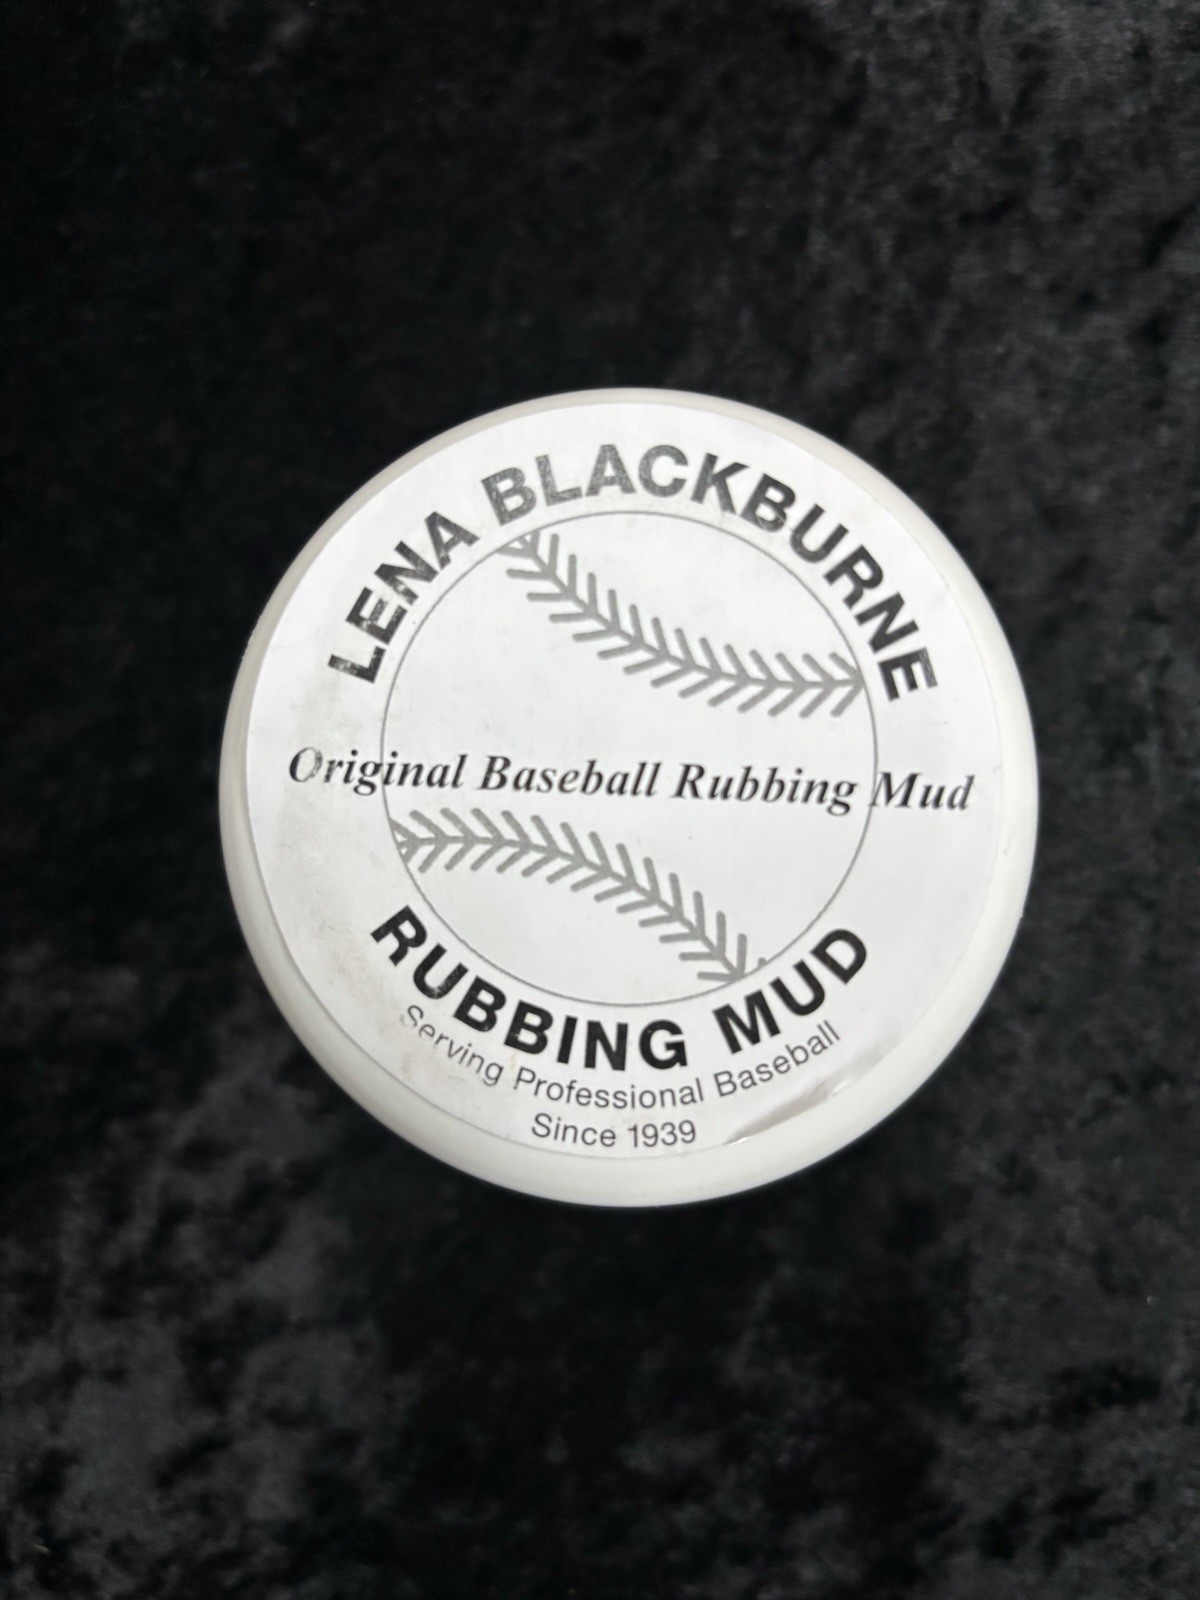 LENA BLACKBURNE
Original Baseball Rubbing Mud
RUBBING MUD
Serving Professional Baseball
Since 1939